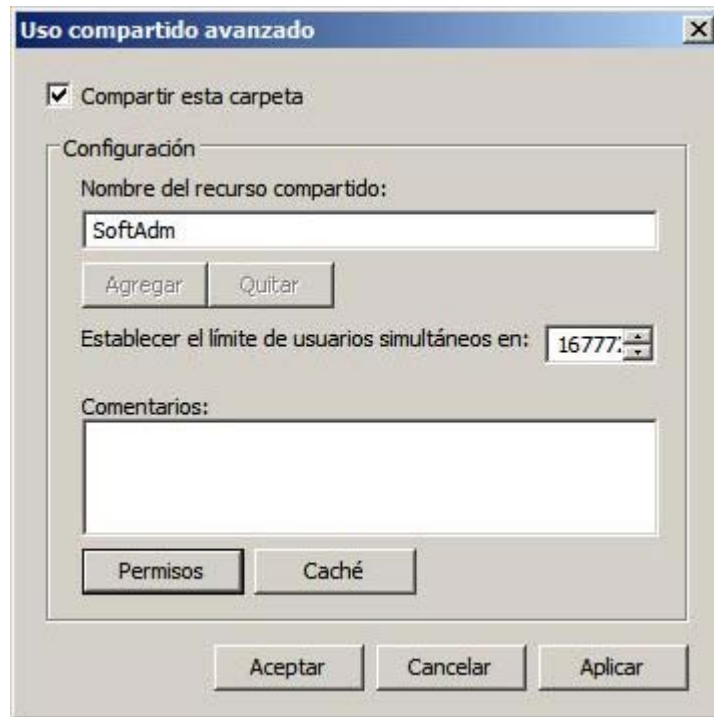 Uso compartido avanzado
Compartir esta carpeta
Configuración
Nombre del recurso compartido:
SoftAdm
Agregar Quitar
Establecer el límite de usuarios simultáneos en:
Comentarios:
Permisos Caché
Aceptar Cancelar Aplicar